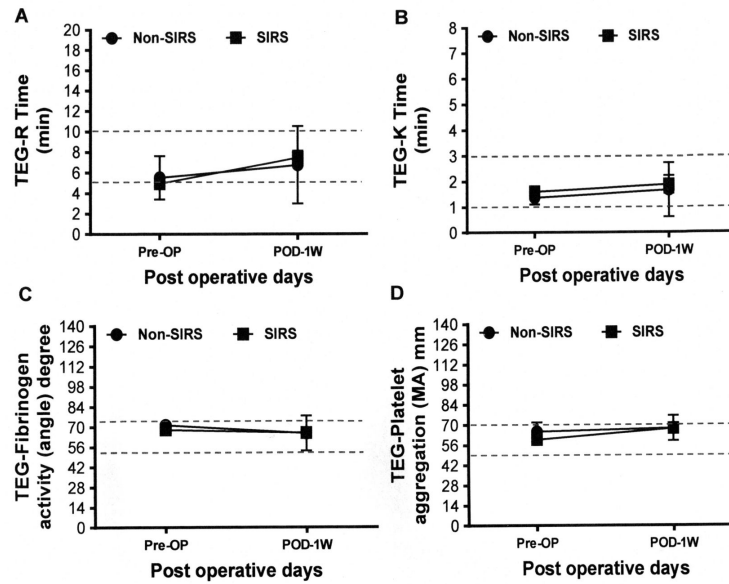 A
Non-SIRS SIRS
TEG-R Time
(min)
20
18
16
14
12
10
8
6
4
2
0
Pre-OP POD-1W
Post operative days
B
Non-SIRS SIRS
TEG-K Time
(min)
8
7
6
5
4
3
2
1
0
Pre-OP POD-1W
Post operative days
C
Non-SIRS SIRS
TEG-Fibrinogen
activity (angle) degree
140
126
112
98
84
70
56
42
28
14
0
Pre-OP POD-1W
Post operative days
D
Non-SIRS SIRS
TEG-Platelet
aggregation (MA) mm
140
126
112
98
84
70
56
42
28
14
0
Pre-OP POD-1W
Post operative days